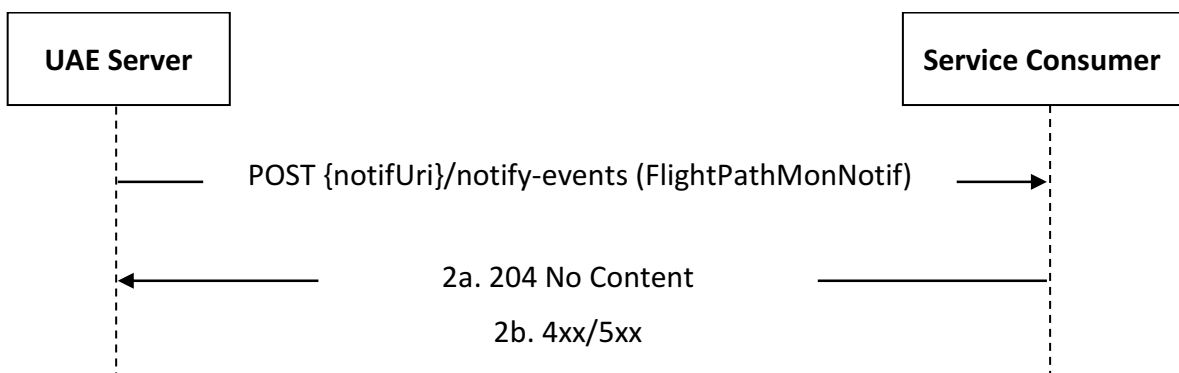 UAE Server
Service Consumer
POST {notifUri}/notify-events (FlightPathMonNotif)
2a. 204 No Content
2b. 4xx/5xx